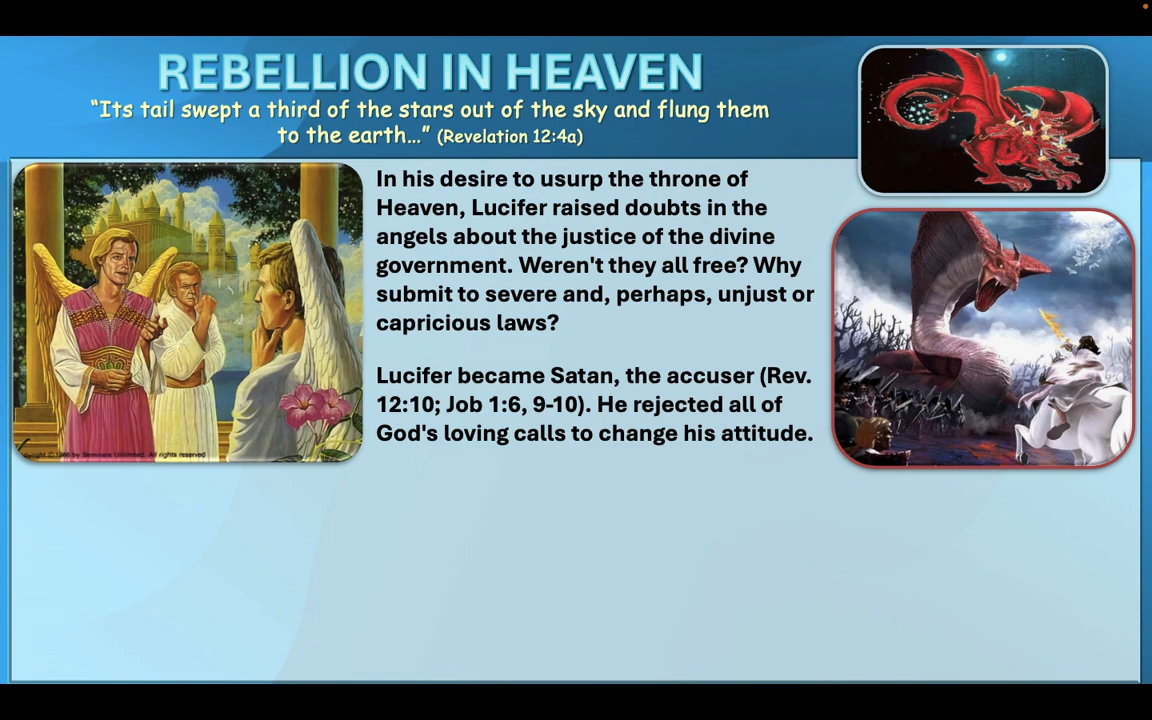 REBELLION IN HEAVEN
“Its tail swept a third of the stars out of the sky and flung them
to the earth…” (Revelation 12:4a)
In his desire to usurp the throne of
Heaven, Lucifer raised doubts in the
angels about the justice of the divine
government. Weren't they all free? Why
submit to severe and, perhaps, unjust or
capricious laws?
Lucifer became Satan, the accuser (Rev.
12:10; Job 1:6, 9-10). He rejected all of
God's loving calls to change his attitude.
All rights reserved